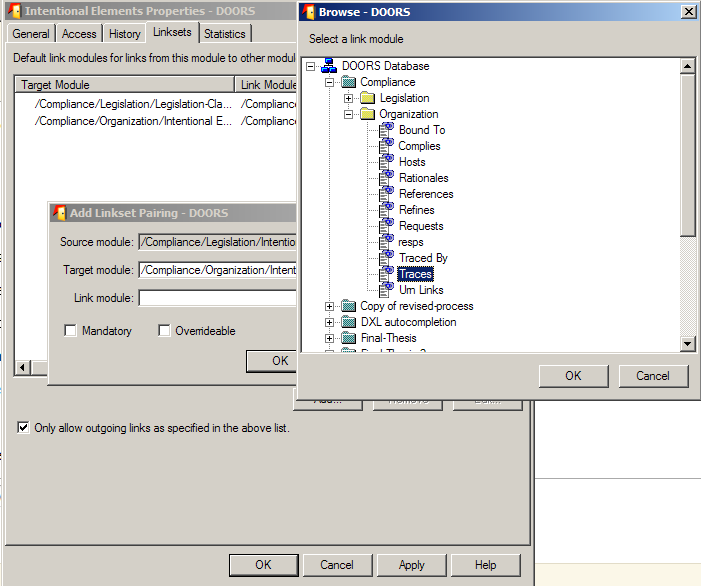 Intentional Elements Properties - DOORS
General Access History Linksets Statistics
Default link modules for links from this module to other modul
Target Module Link Module
/Compliance/Legislation/Legislation-Cla... /Compliance
/Compliance/Organization/Intentional E... /Compliance
Add Linkset Pairing - DOORS
Source module: /Compliance/Legislation/Intentio
Target module: /Compliance/Organization/Intent
Link module:
Mandatory Overrideable
OK
Only allow outgoing links as specified in the above list.
OK Cancel Apply Help
Browse - DOORS
Select a link module
DOORS Database
Compliance
Legislation
Organization
Bound To
Complies
Hosts
Rationales
References
Refines
Requests
resps
Traced By
Traces
Urn Links
Copy of revised-process
DXL autocompletion
Final-Thesis
OK Cancel